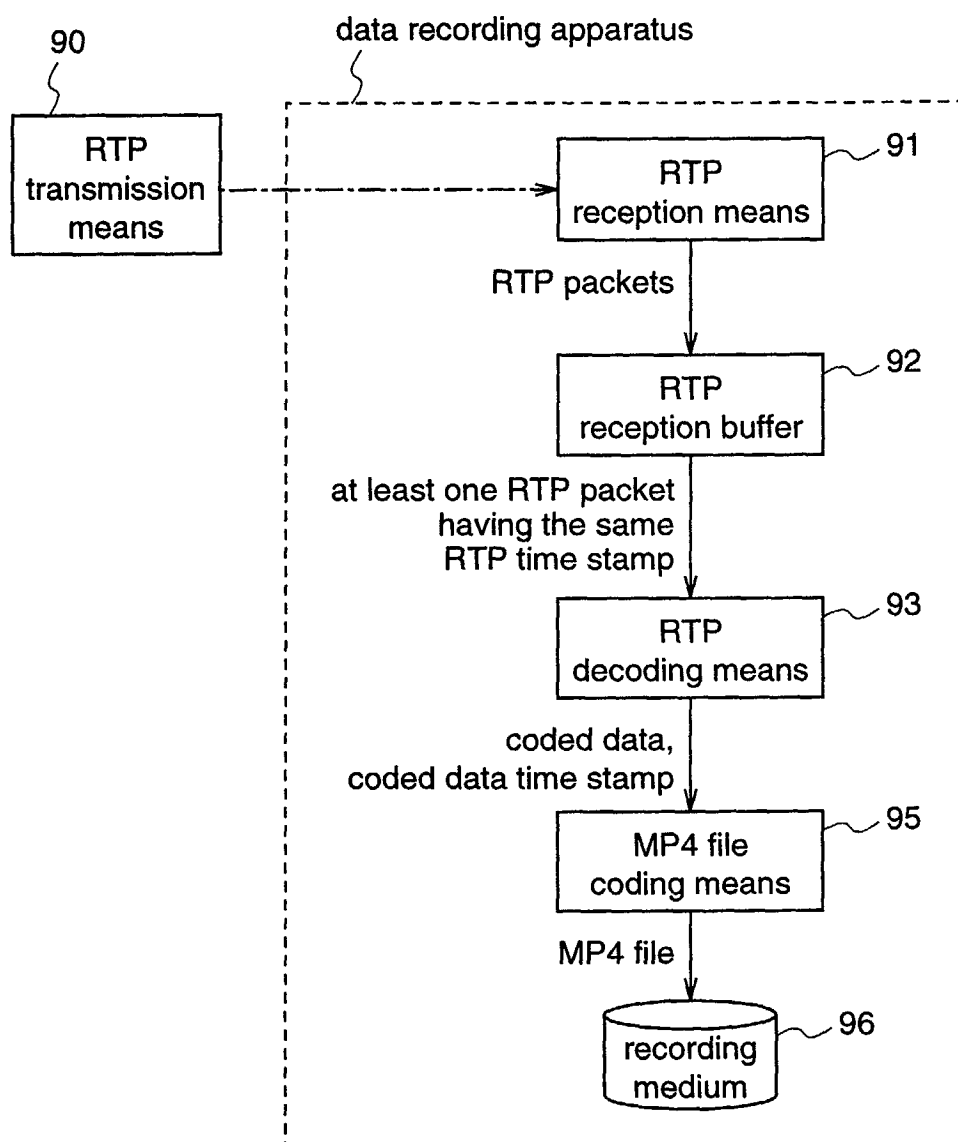 data recording apparatus
90
RTP
transmission
means
91
RTP
reception means
RTP packets
92
RTP
reception buffer
at least one RTP packet
having the same
RTP time stamp
93
RTP
decoding means
coded data,
coded data time stamp
95
MP4 file
coding means
MP4 file
96
recording
medium